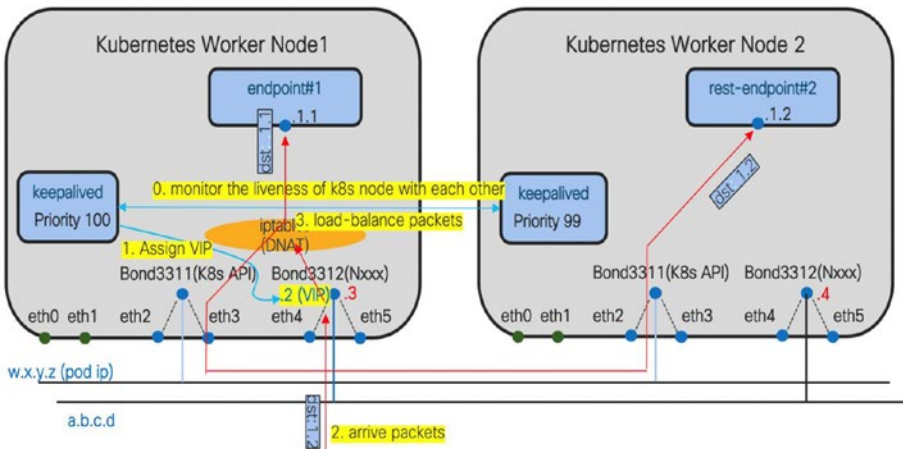 Kubernetes Worker Node1
Kubernetes Worker Node 2
endpoint#1
.1.1
dst: .1.1
rest-endpoint#2
.1.2
dst: .1.2
0. monitor the liveness of k8s node with each other
keepalived
Priority 100
keepalived
Priority 99
3. load-balance packets
(DNAT)
1. Assign VIP
Bond3311(K8s API)
Bond3312(Nxxx)
.2 (VIP)
.3
Bond3311(K8s API)
Bond3312(Nxxx)
.4
eth0
eth1
eth2
eth3
eth4
eth5
eth0
eth1
eth2
eth3
eth4
eth5
w.x.y.z (pod ip)
a.b.c.d
dst:1.2
2. arrive packets